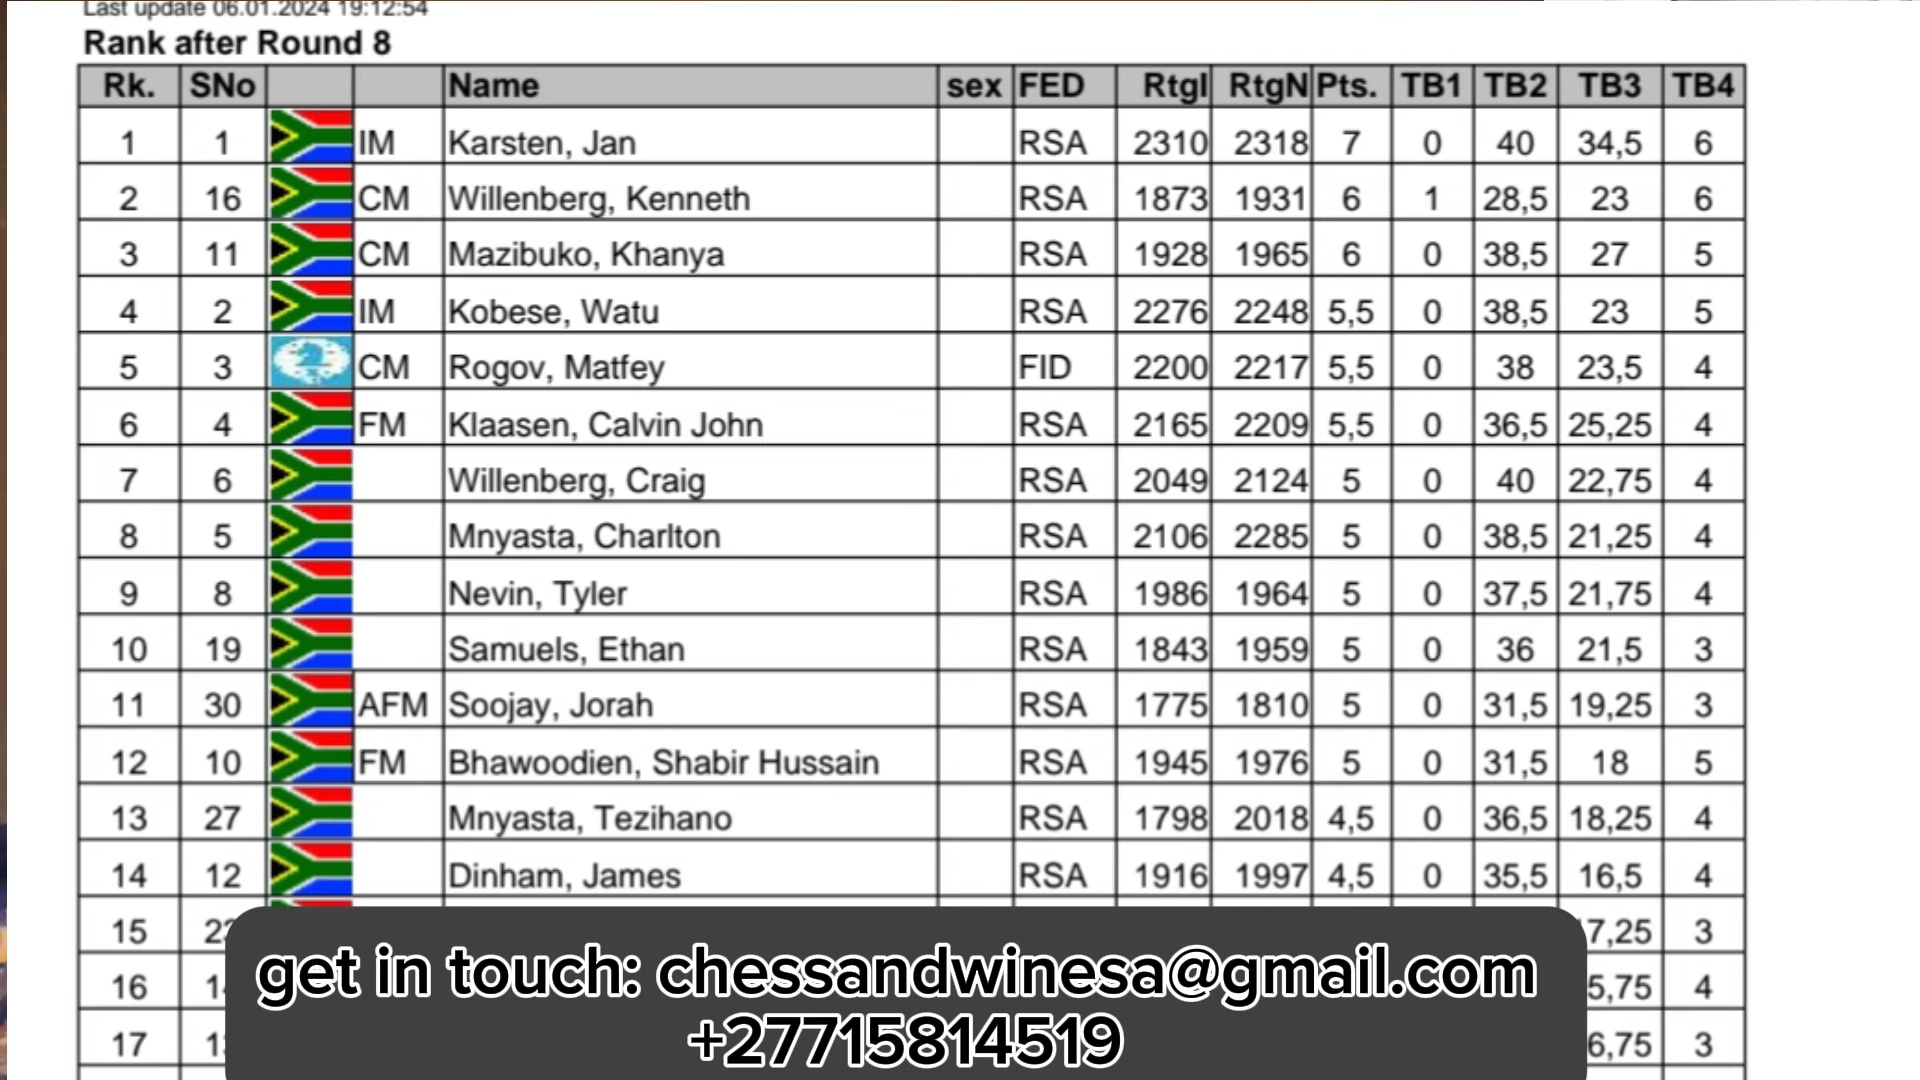 Last update 06.01.2024 19:12:54
Rank after Round 8
Rk. SNo Name sex FED RtgI RtgN Pts. TB1 TB2 TB3 TB4
1 1 IM Karsten, Jan RSA 2310 2318 7 0 40 34,5 6
2 16 CM Willenberg, Kenneth RSA 1873 1931 6 1 28,5 23 6
3 11 CM Mazibuko, Khanya RSA 1928 1965 6 0 38,5 27 5
4 2 IM Kobese, Watu RSA 2276 2248 5,5 0 38,5 23 5
5 3 CM Rogov, Matfey FID 2200 2217 5,5 0 38 23,5 4
6 4 FM Klaasen, Calvin John RSA 2165 2209 5,5 0 36,5 25,25 4
7 6 Willenberg, Craig RSA 2049 2124 5 0 40 22,75 4
8 5 Mnyasta, Charlton RSA 2106 2285 5 0 38,5 21,25 4
9 8 Nevin, Tyler RSA 1986 1964 5 0 37,5 21,75 4
10 19 Samuels, Ethan RSA 1843 1959 5 0 36 21,5 3
11 30 AFM Soojay, Jorah RSA 1775 1810 5 0 31,5 19,25 3
12 10 FM Bhawoodien, Shabir Hussain RSA 1945 1976 5 0 31,5 18 5
13 27 Mnyasta, Tezihano RSA 1798 2018 4,5 0 36,5 18,25 4
14 12 Dinham, James RSA 1916 1997 4,5 0 35,5 16,5 4
15 7,25 3
16 5,75 4
17 6,75 3
get in touch: chessandwinesa@gmail.com
+27715814519